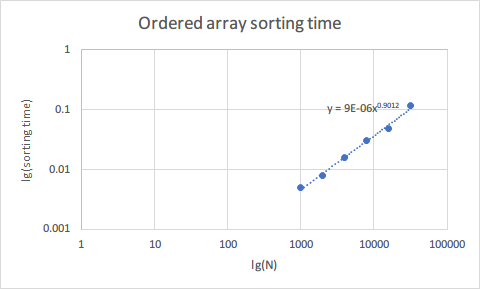 Ordered array sorting time
1
0.1
0.01
0.001
lg(sorting time)
y = 9E-06x^0.9012
1 10 100 1000 10000 100000
lg(N)